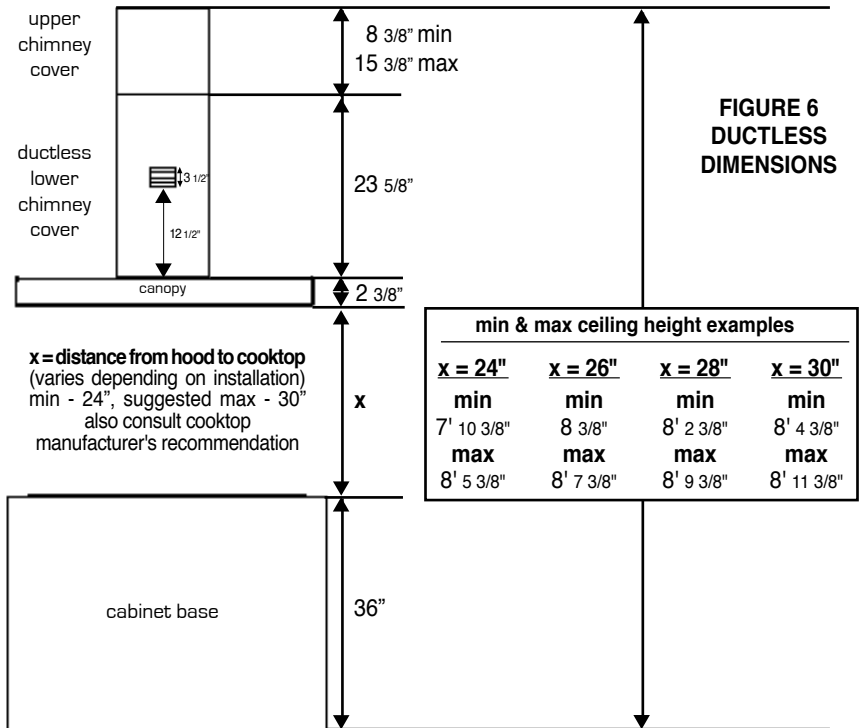 upper
chimney
cover
8 3/8" min
15 3/8" max
FIGURE 6
DUCTLESS
DIMENSIONS
ductless
lower
chimney
cover
3 1/2"
12 1/2"
23 5/8"
canopy
2 3/8"
x = distance from hood to cooktop
(varies depending on installation)
min - 24", suggested max - 30"
also consult cooktop
manufacturer's recommendation
x
min & max ceiling height examples
x = 24" x = 26" x = 28" x = 30"
min min min min
7' 10 3/8" 8 3/8" 8' 2 3/8" 8' 4 3/8"
max max max max
8' 5 3/8" 8' 7 3/8" 8' 9 3/8" 8' 11 3/8"
cabinet base
36”